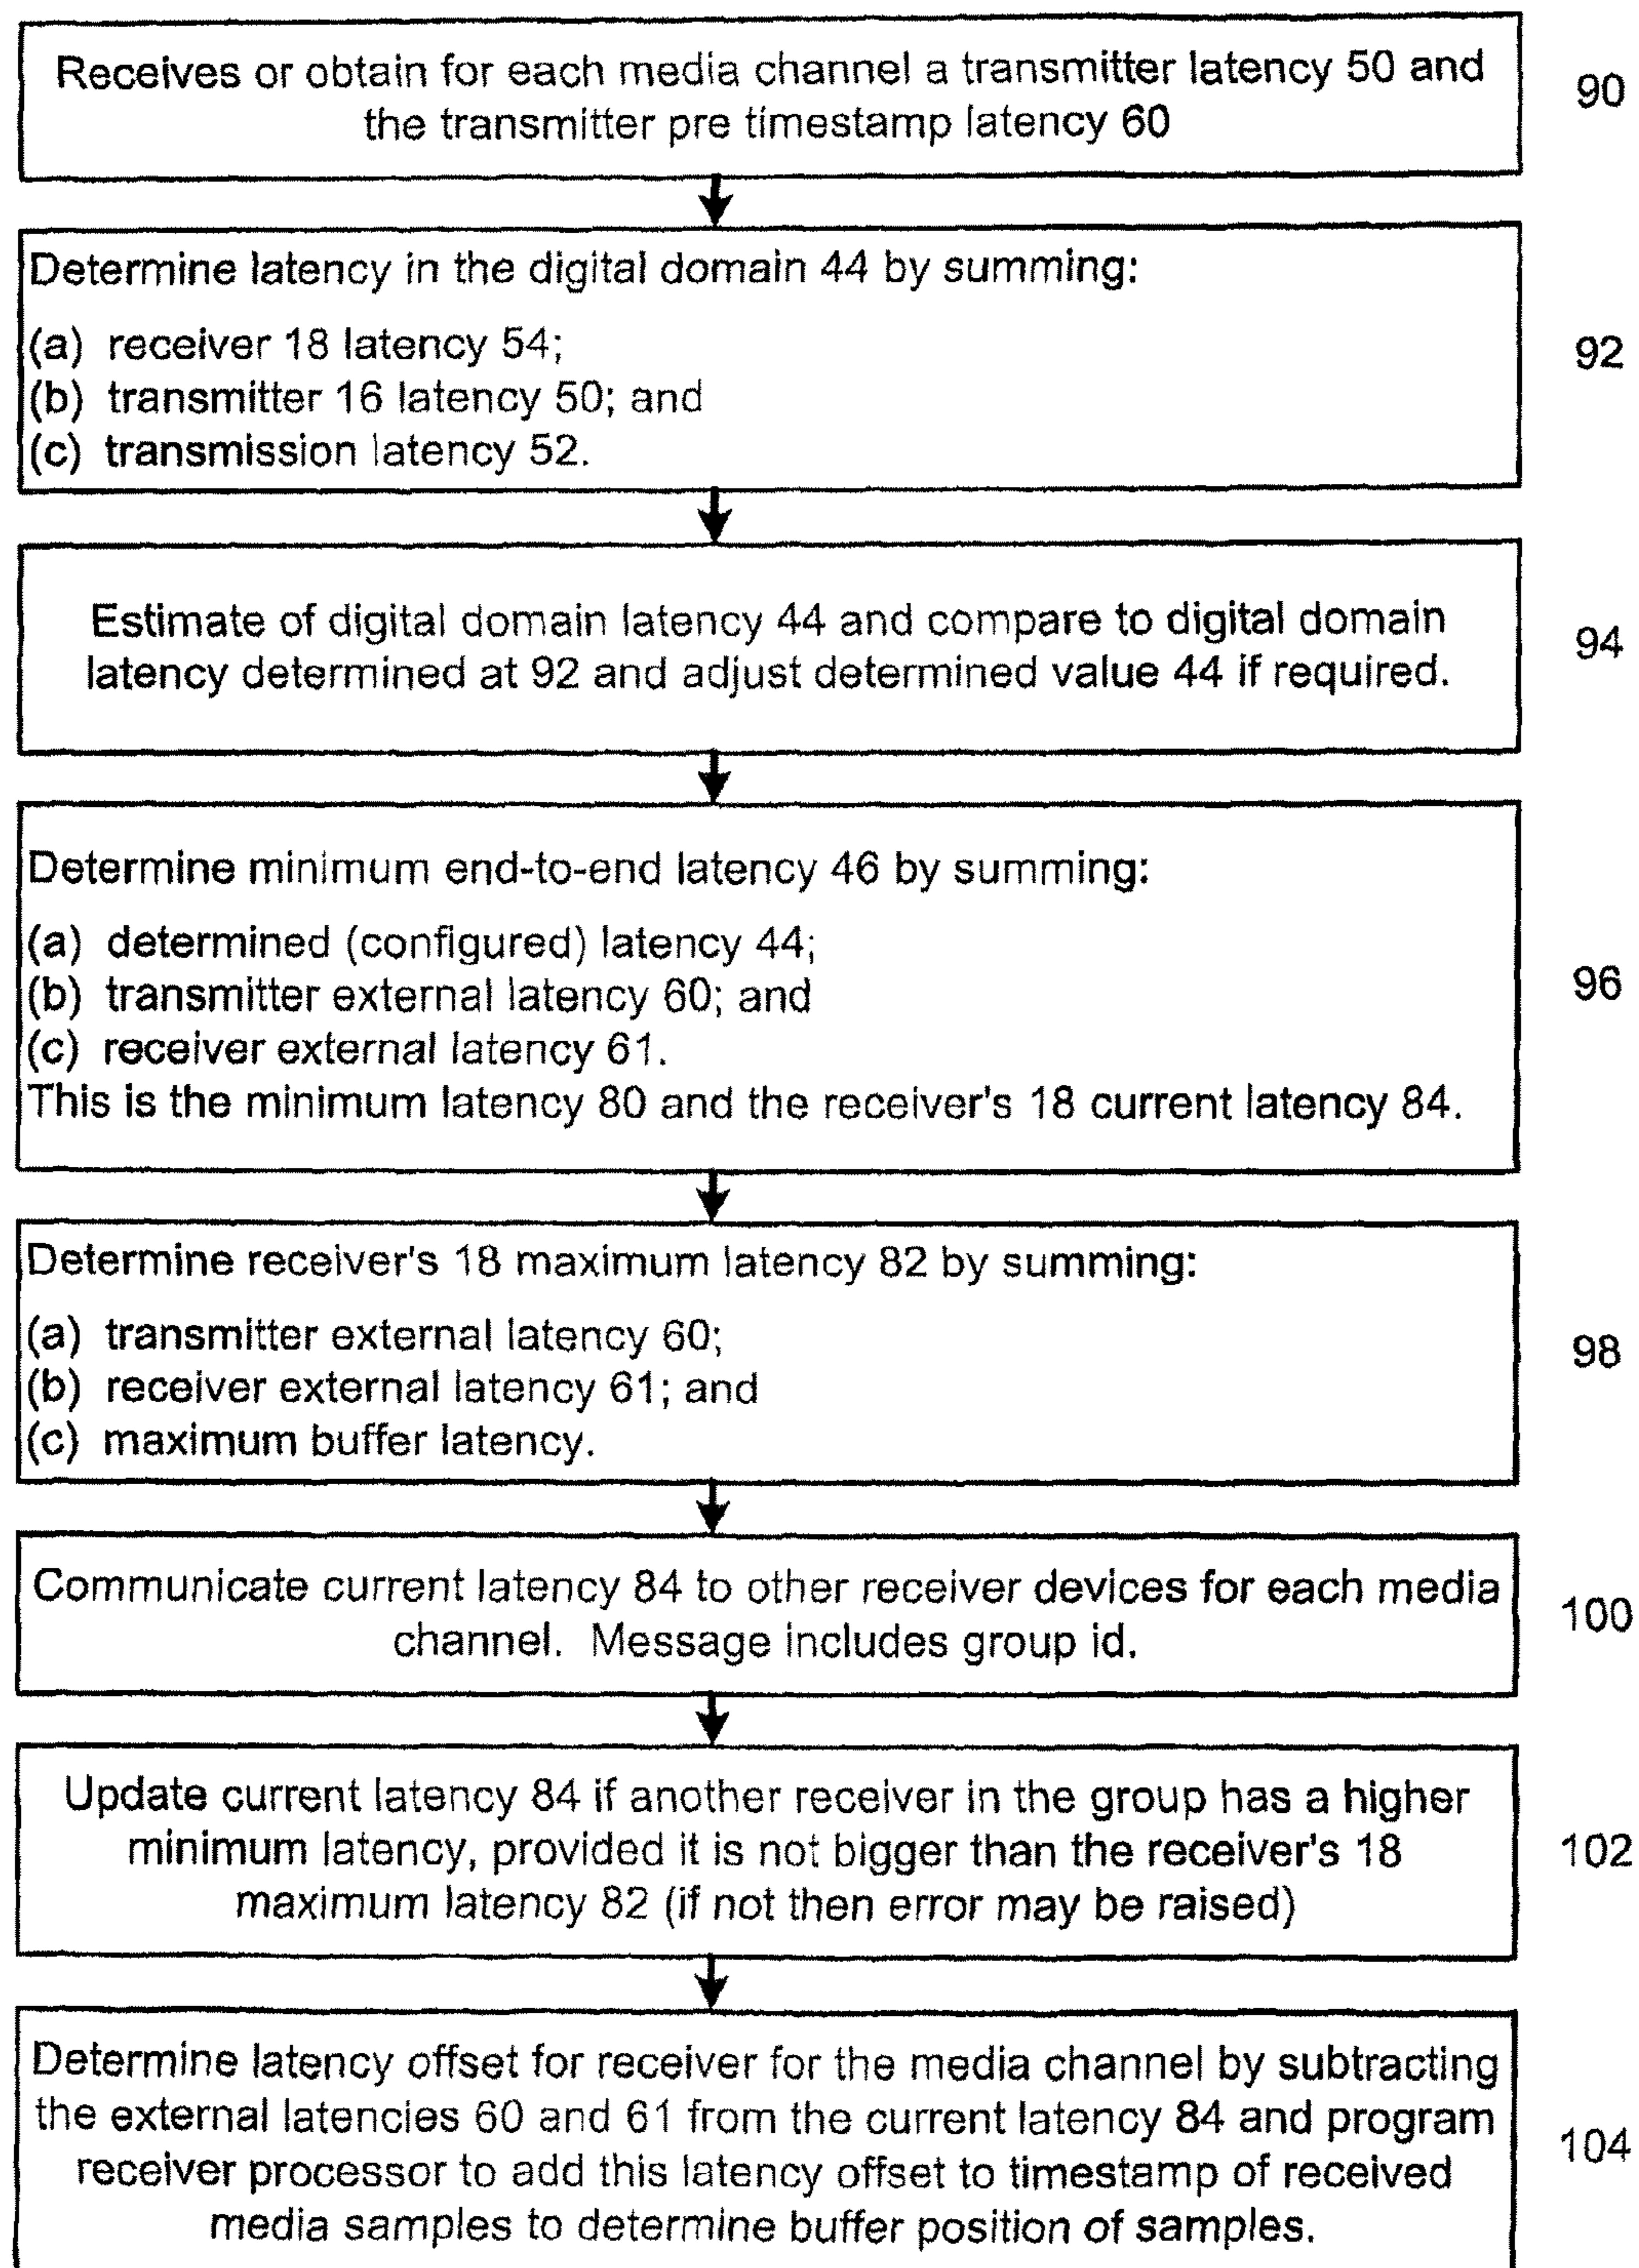 Receives or obtain for each media channel a transmitter latency 50 and
the transmitter pre timestamp latency 60
90
Determine latency in the digital domain 44 by summing:
(a) receiver 18 latency 54;
(b) transmitter 16 latency 50; and
(c) transmission latency 52.
92
Estimate of digital domain latency 44 and compare to digital domain
latency determined at 92 and adjust determined value 44 if required.
94
Determine minimum end-to-end latency 46 by summing:
(a) determined (configured) latency 44;
(b) transmitter external latency 60; and
(c) receiver external latency 61.
This is the minimum latency 80 and the receiver's 18 current latency 84.
96
Determine receiver's 18 maximum latency 82 by summing:
(a) transmitter external latency 60;
(b) receiver external latency 61; and
(c) maximum buffer latency.
98
Communicate current latency 84 to other receiver devices for each media
channel. Message includes group id.
100
Update current latency 84 if another receiver in the group has a higher
minimum latency, provided it is not bigger than the receiver's 18
maximum latency 82 (if not then error may be raised)
102
Determine latency offset for receiver for the media channel by subtracting
the external latencies 60 and 61 from the current latency 84 and program
receiver processor to add this latency offset to timestamp of received
media samples to determine buffer position of samples.
104